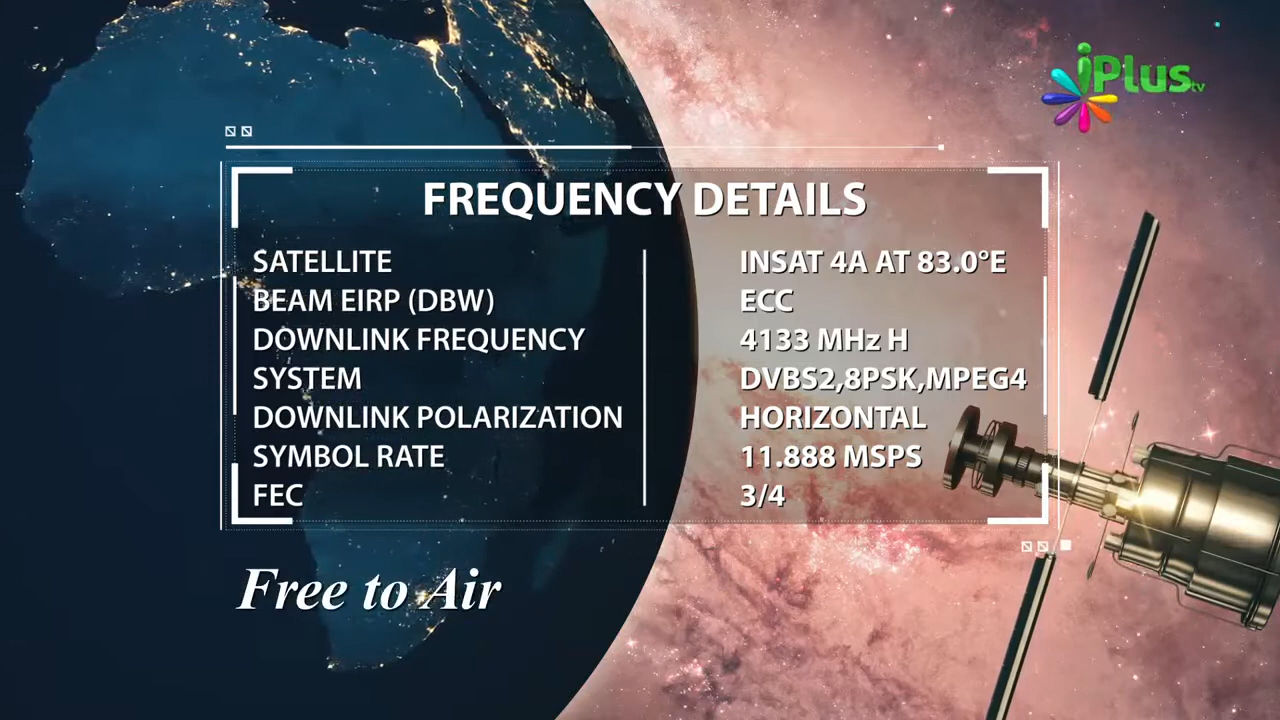 iPlus tv
FREQUENCY DETAILS
SATELLITE INSAT 4A AT 83.0°E
BEAM EIRP (DBW) ECC
DOWNLINK FREQUENCY 4133 MHz H
SYSTEM DVBS2,8PSK,MPEG4
DOWNLINK POLARIZATION HORIZONTAL
SYMBOL RATE 11.888 MSPS
FEC 3/4
Free to Air